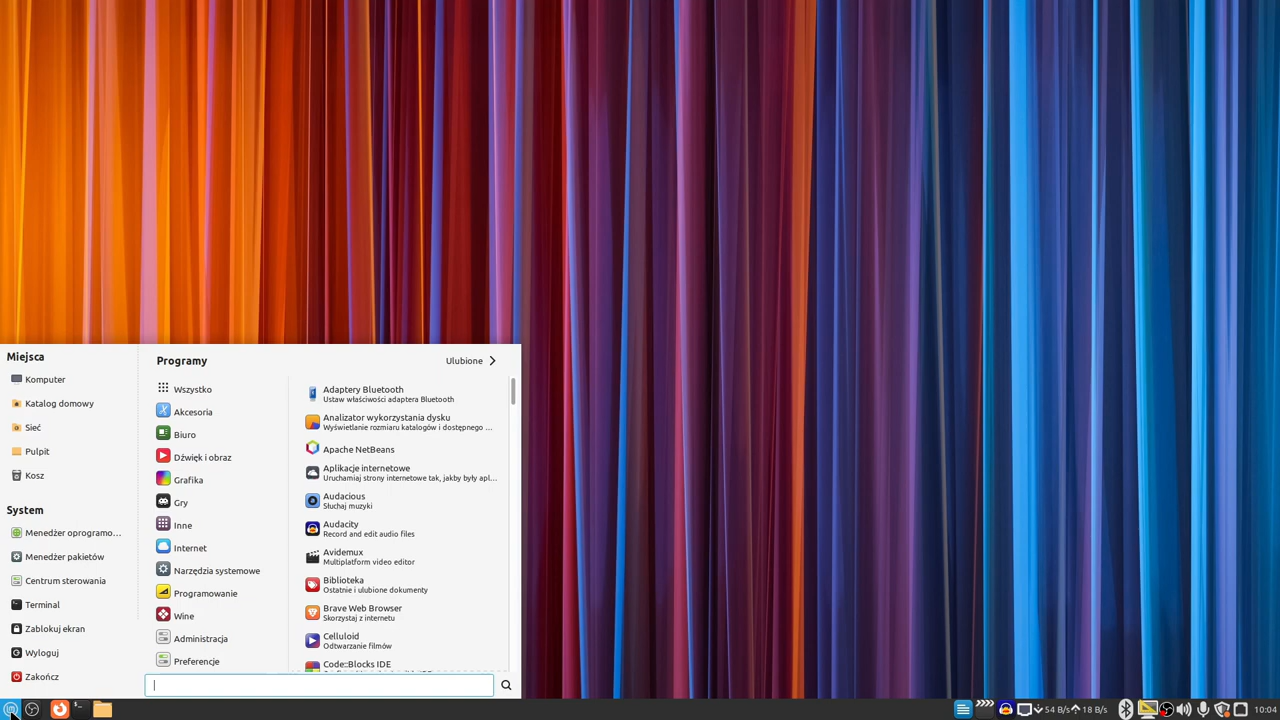 Miejsca
Komputer
Katalog domowy
Sieć
Pulpit
Kosz
System
Menedżer oprogramo...
Menedżer pakietów
Centrum sterowania
Terminal
Zablokuj ekran
Wyloguj
Zakończ
Programy
Ulubione
Wszystko
Akcesoria
Biuro
Dźwięk i obraz
Grafika
Gry
Inne
Internet
Narzędzia systemowe
Programowanie
Wine
Administracja
Preferencje
Adaptery Bluetooth
Ustaw właściwości adaptera Bluetooth
Analizator wykorzystania dysku
Wyświetlanie rozmiaru katalogów i dostępnego ...
Apache NetBeans
Aplikacje internetowe
Uruchamiaj strony internetowe tak, jakby były apl...
Audacious
Słuchaj muzyki
Audacity
Record and edit audio files
Avidemux
Multiplatform video editor
Biblioteka
Ostatnie i ulubione dokumenty
Brave Web Browser
Skorzystaj z internetu
Celluloid
Odtwarzanie filmów
Code::Blocks IDE
54 B/s 18 B/s
10:04